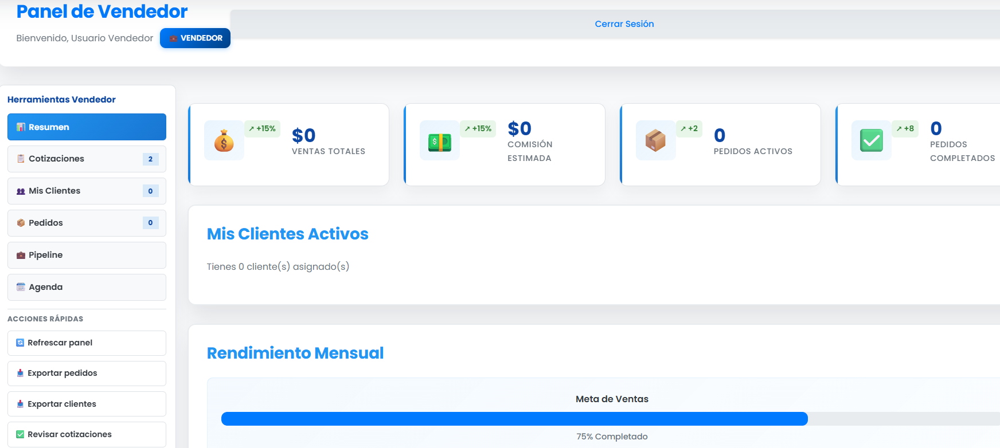 Panel de Vendedor
Bienvenido, Usuario Vendedor
VENDEDOR
Cerrar Sesión
Herramientas Vendedor
Resumen
Cotizaciones 2
Mis Clientes 0
Pedidos 0
Pipeline
Agenda
ACCIONES RÁPIDAS
Refrescar panel
Exportar pedidos
Exportar clientes
Revisar cotizaciones
↗ +15%
$0
VENTAS TOTALES
↗ +15%
$0
COMISIÓN
ESTIMADA
↗ +2
0
PEDIDOS ACTIVOS
↗ +8
0
PEDIDOS
COMPLETADOS
Mis Clientes Activos
Tienes 0 cliente(s) asignado(s)
Rendimiento Mensual
Meta de Ventas
75% Completado